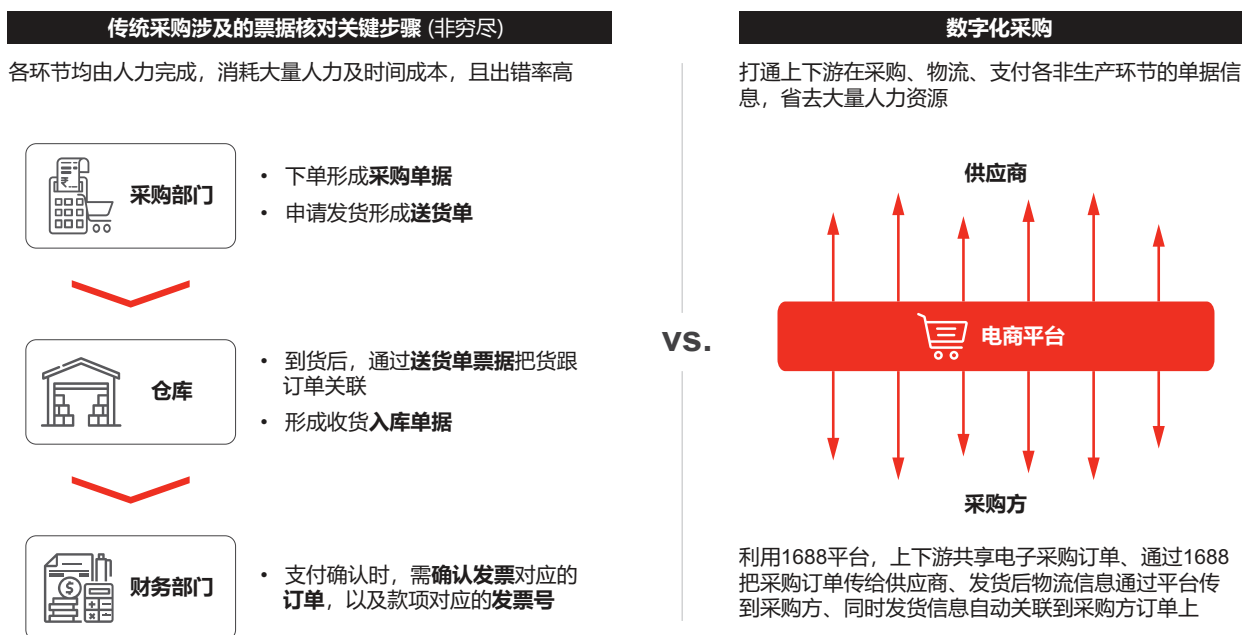 传统采购涉及的票据核对关键步骤 (非穷尽)
各环节均由人力完成，消耗大量人力及时间成本，且出错率高
采购部门
• 下单形成采购单据
• 申请发货形成送货单
仓库
• 到货后，通过送货单票据把货跟
订单关联
• 形成收货入库单据
财务部门
• 支付确认时，需确认发票对应的
订单，以及款项对应的发票号
vs.
数字化采购
打通上下游在采购、物流、支付各非生产环节的单据信
息，省去大量人力资源
供应商
电商平台
采购方
利用1688平台，上下游共享电子采购订单、通过1688
把采购订单传给供应商、发货后物流信息通过平台传
到采购方、同时发货信息自动关联到采购方订单上